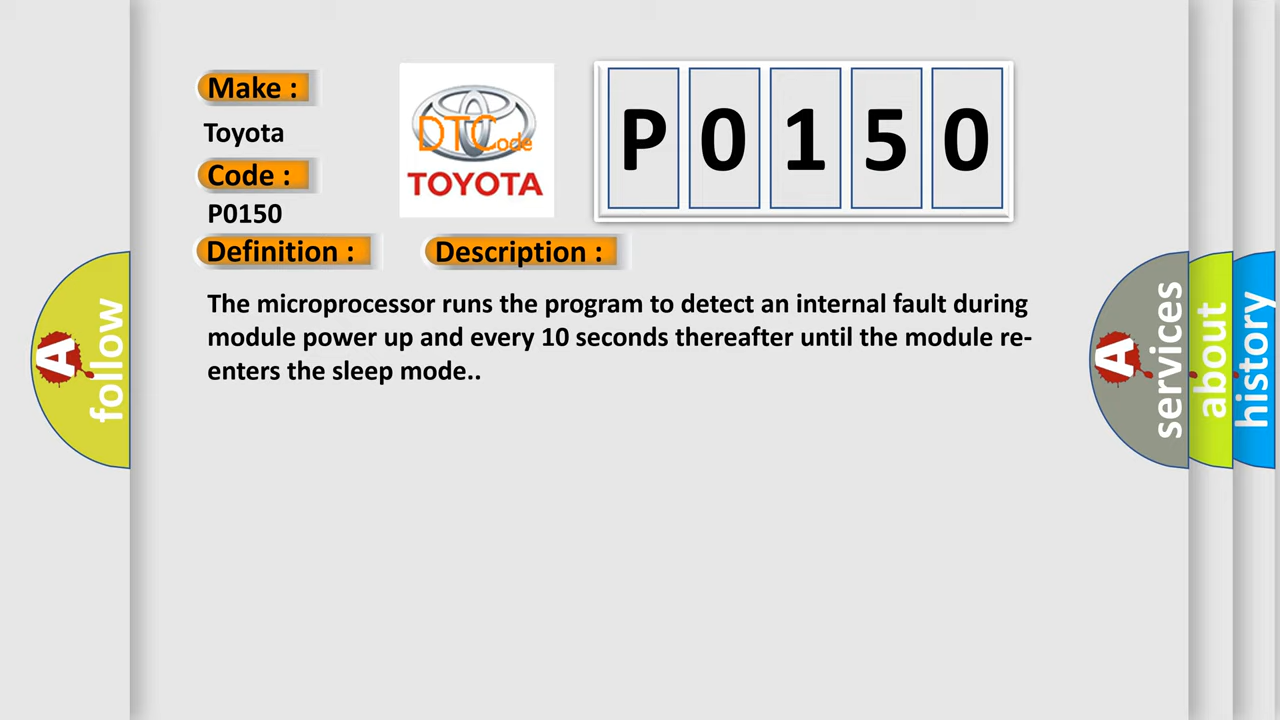 Make :
Toyota
Code :
P0150
DTCode
TOYOTA
P0150
Definition :
Description :
The microprocessor runs the program to detect an internal fault during
module power up and every 10 seconds thereafter until the module re-
enters the sleep mode..
A follow
A services
about
history